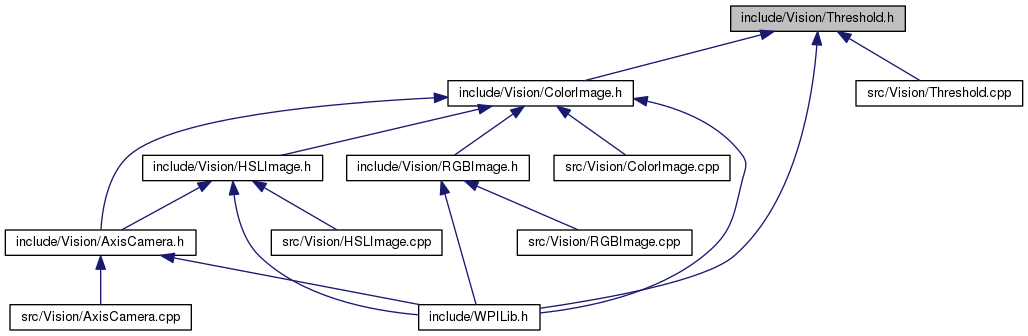 include/Vision/Threshold.h
include/Vision/ColorImage.h
src/Vision/Threshold.cpp
include/Vision/HSLImage.h
include/Vision/RGBImage.h
src/Vision/ColorImage.cpp
include/Vision/AxisCamera.h
src/Vision/HSLImage.cpp
src/Vision/RGBImage.cpp
src/Vision/AxisCamera.cpp
include/WPILib.h